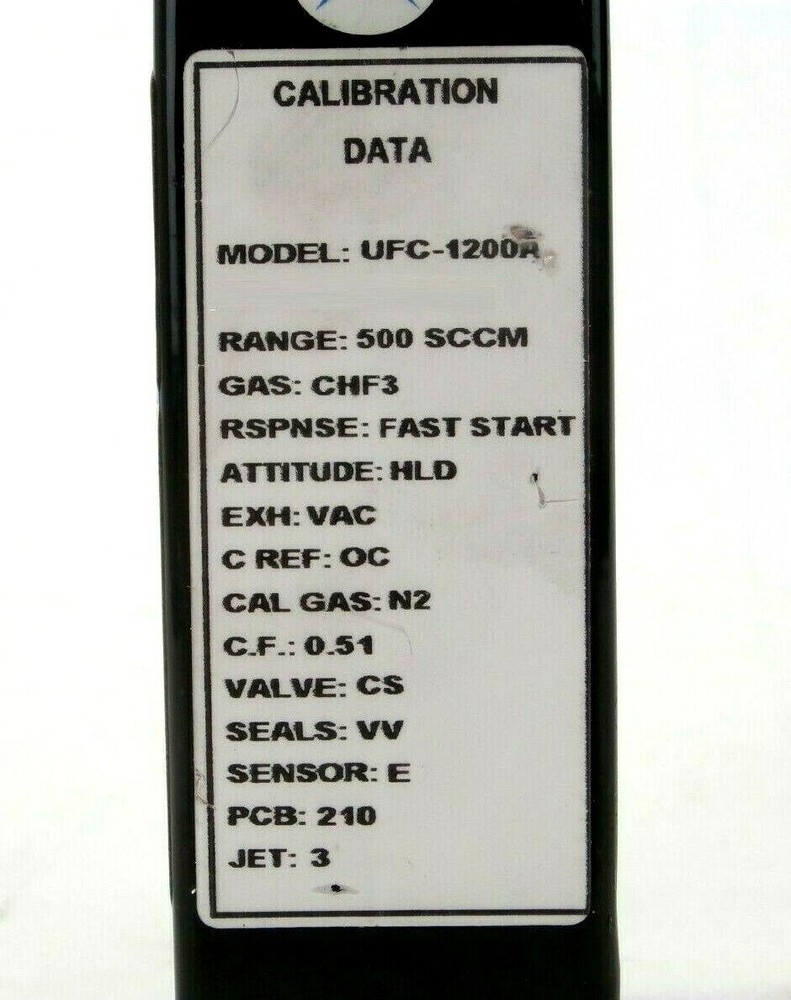 CALIBRATION
DATA
MODEL: UFC-1200A
RANGE: 500 SCCM
GAS: CHF3
RSPNSE: FAST START
ATTITUDE: HLD
EXH: VAC
C REF: OC
CAL GAS: N2
C.F.: 0.51
VALVE: CS
SEALS: VV
SENSOR: E
PCB: 210
JET: 3